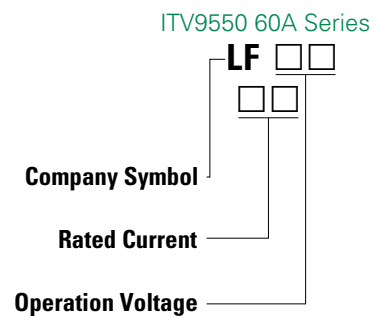 ITV9550 60A Series
LF □□
□□
Company Symbol
Rated Current
Operation Voltage